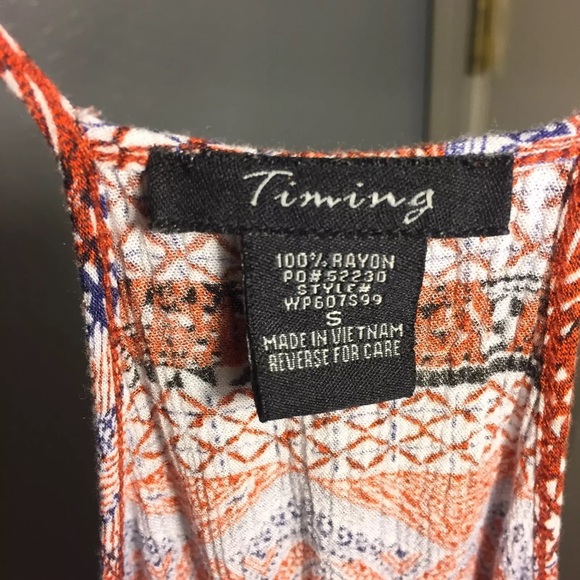 Timing
100% RAYON
PO#52230
STYLE#
WP607S99
S
MADE IN VIETNAM
REVERSE FOR CARE